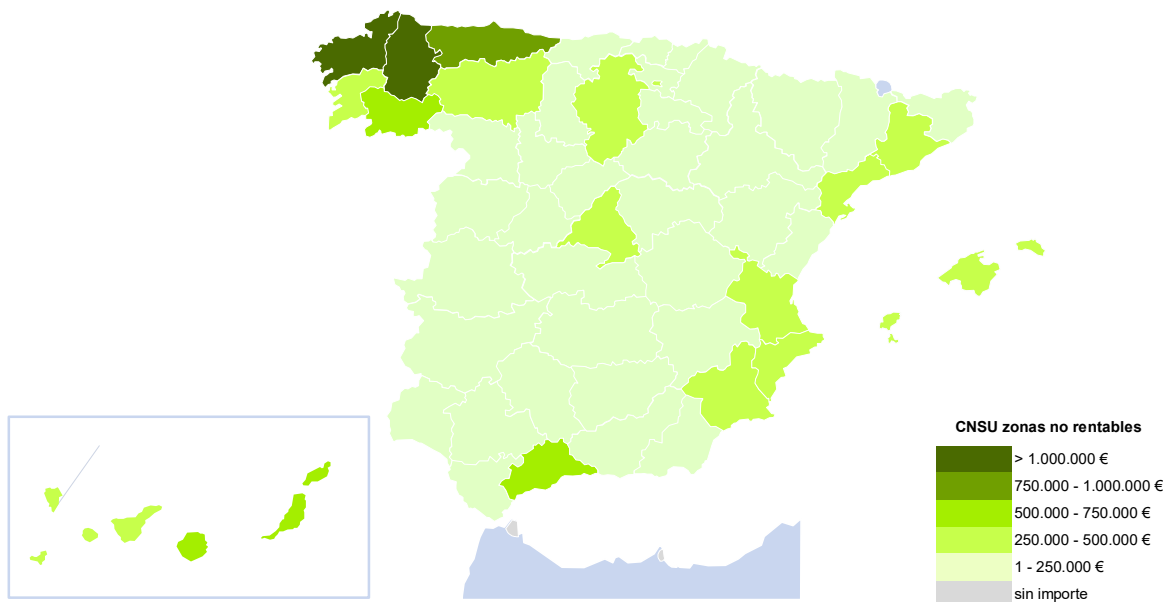 CNSU zonas no rentables
> 1.000.000 €
750.000 - 1.000.000 €
500.000 - 750.000 €
250.000 - 500.000 €
1 - 250.000 €
sin importe